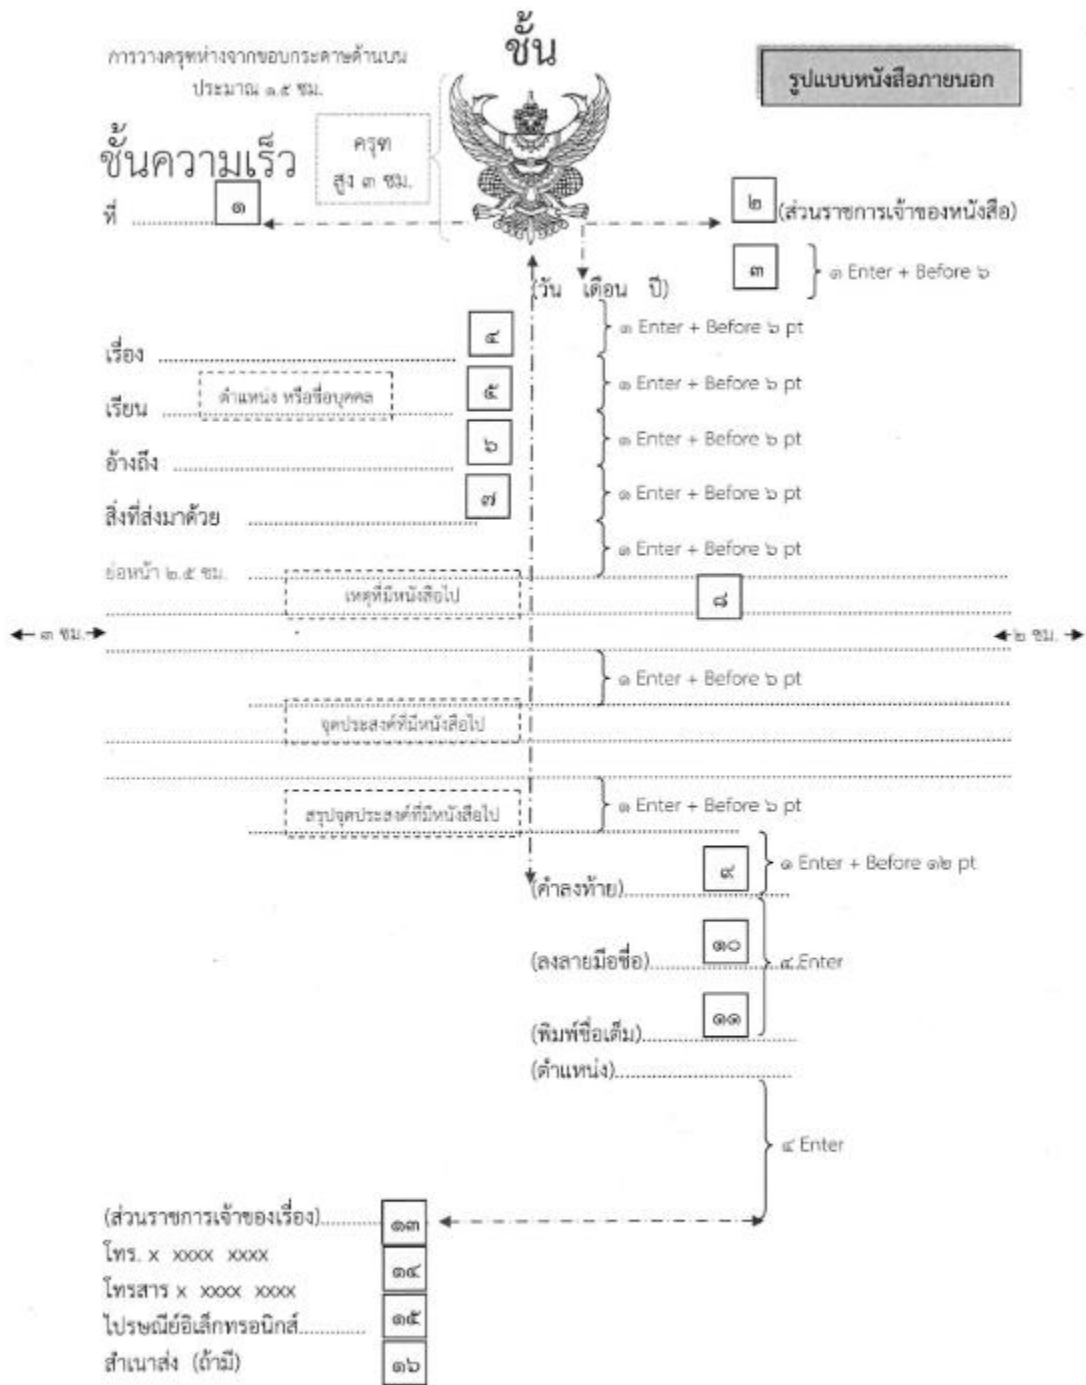 ชั้น
การวางครุฑห่างจากขอบกระดาษด้านบน
ประมาณ ๑.๕ ซม.
รูปแบบหนังสือภายนอก
ชั้นความเร็ว
ครุฑ
สูง ๓ ซม.
ที่ ........ ๑
๒ (ส่วนราชการเจ้าของหนังสือ)
๓ ๑ Enter + Before ๖
(วัน เดือน ปี)
๑ Enter + Before ๖ pt
เรื่อง ........ ๔
๑ Enter + Before ๖ pt
เรียน ........ ตำแหน่ง หรือชื่อบุคคล ๕
๑ Enter + Before ๖ pt
อ้างถึง ........ ๖
๑ Enter + Before ๖ pt
สิ่งที่ส่งมาด้วย ........ ๗
๑ Enter + Before ๖ pt
ย่อหน้า ๒.๕ ซม.
เหตุที่มีหนังสือไป ๘
๓ ซม. ๒ ซม.
๑ Enter + Before ๖ pt
จุดประสงค์ที่มีหนังสือไป
สรุปจุดประสงค์ที่มีหนังสือไป ๑ Enter + Before ๖ pt
๑ Enter + Before ๑๒ pt
(คำลงท้าย)........ ๙
(ลงลายมือชื่อ)........ ๑๐ ๔ Enter
(พิมพ์ชื่อเต็ม)........ ๑๑
(ตำแหน่ง)........
๔ Enter
(ส่วนราชการเจ้าของเรื่อง)........ ๑๓
โทร. x xxxx xxxx ๑๔
โทรสาร x xxxx xxxx
ไปรษณีย์อิเล็กทรอนิกส์........ ๑๕
สำเนาส่ง (ถ้ามี) ๑๖